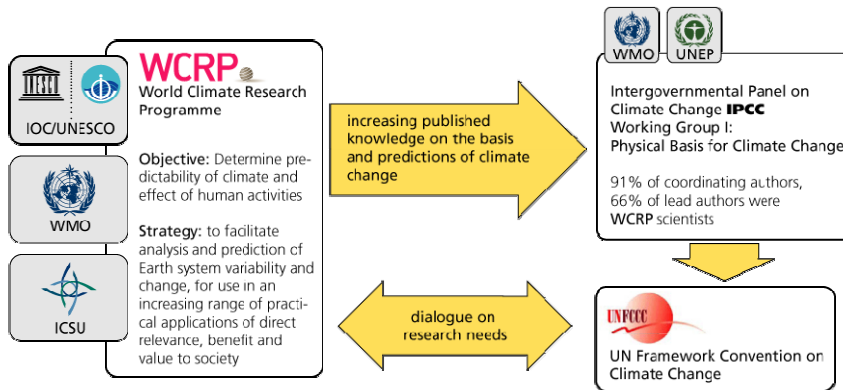 UNESCO
IOC/UNESCO
WMO
ICSU
WCRP
World Climate Research
Programme
Objective: Determine pre-
dictability of climate and
effect of human activities
Strategy: to facilitate
analysis and prediction of
Earth system variability and
change, for use in an
increasing range of practi-
cal applications of direct
relevance, benefit and
value to society
increasing published
knowledge on the basis
and predictions of climate
change
dialogue on
research needs
WMO
UNEP
Intergovernmental Panel on
Climate Change IPCC
Working Group I:
Physical Basis for Climate Change
91% of coordinating authors,
66% of lead authors were
WCRP scientists
UNFCCC
UN Framework Convention on
Climate Change